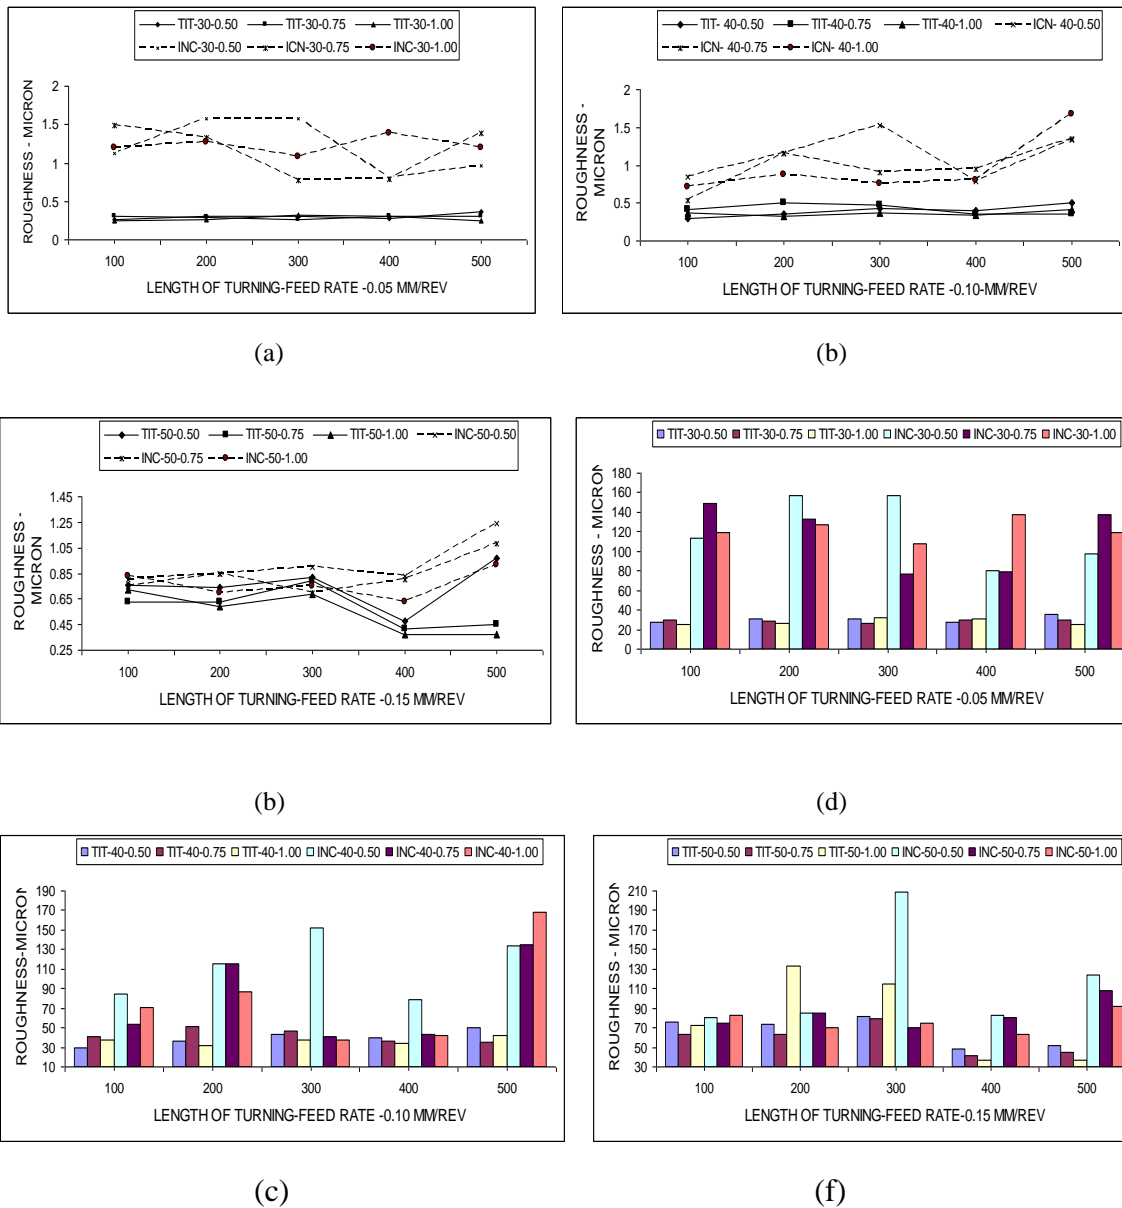 TIT-30-0.50 TIT-30-0.75 TIT-30-1.00
INC-30-0.50 ICN-30-0.75 INC-30-1.00
ROUGHNESS - MICRON
2
1.5
1
0.5
0
100 200 300 400 500
LENGTH OF TURNING-FEED RATE -0.05 MM/REV
(a)
TIT- 40-0.50 TIT-40-0.75 TIT-40-1.00 ICN- 40-0.50
ICN- 40-0.75 ICN- 40-1.00
ROUGHNESS -
MICRON
2
1.5
1
0.5
0
100 200 300 400 500
LENGTH OF TURNING-FEED RATE -0.10-MM/REV
(b)
TIT-50-0.50 TIT-50-0.75 TIT-50-1.00 INC-50-0.50
INC-50-0.75 INC-50-1.00
ROUGHNESS -
MICRON
1.45
1.25
1.05
0.85
0.65
0.45
0.25
100 200 300 400 500
LENGTH OF TURNING-FEED RATE -0.15 MM/REV
(b)
TIT-30-0.50 TIT-30-0.75 TIT-30-1.00 INC-30-0.50 INC-30-0.75 INC-30-1.00
ROUGHNESS - MICRON
180
160
140
120
100
80
60
40
20
0
100 200 300 400 500
LENGTH OF TURNING-FEED RATE -0.05 MM/REV
(d)
TIT-40-0.50 TIT-40-0.75 TIT-40-1.00 INC-40-0.50 INC-40-0.75 INC-40-1.00
ROUGHNESS-MICRON
190
170
150
130
110
90
70
50
30
10
100 200 300 400 500
LENGTH OF TURNING-FEED RATE -0.10 MM/REV
(c)
TIT-50-0.50 TIT-50-0.75 TIT-50-1.00 INC-50-0.50 INC-50-0.75 INC-50-1.00
ROUGHNESS - MICRON
210
190
170
150
130
110
90
70
50
30
100 200 300 400 500
LENGTH OF TURNING-FEED RATE-0.15 MM/REV
(f)